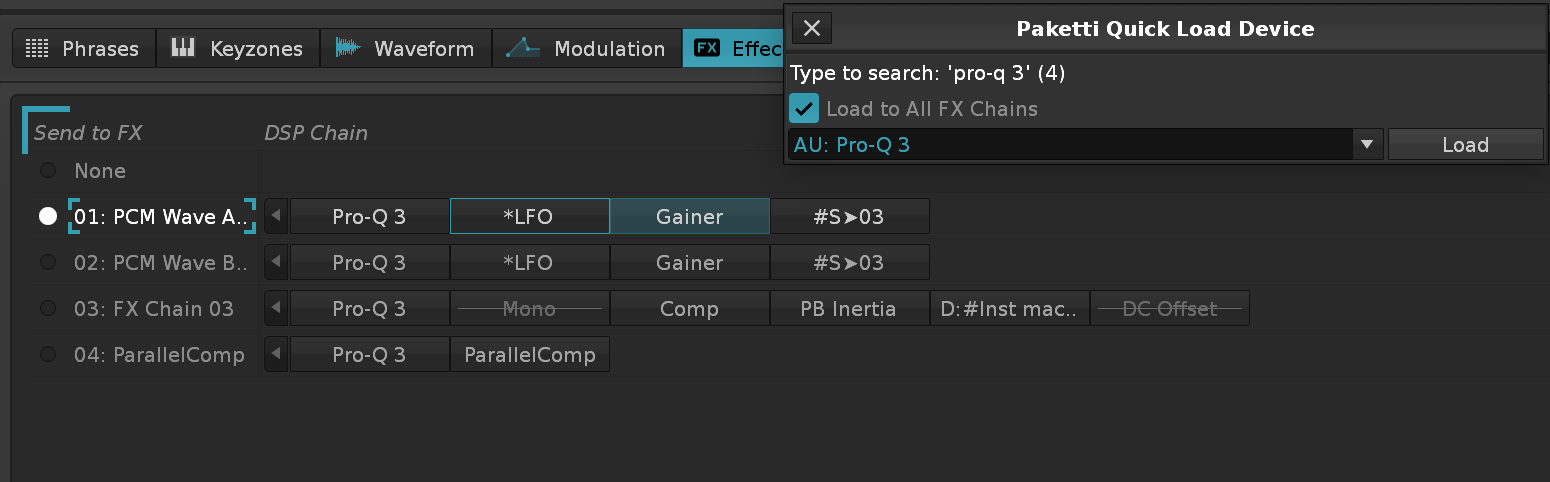 Phrases Keyzones Waveform Modulation FX Effec
Paketti Quick Load Device
Type to search: 'pro-q 3' (4)
Load to All FX Chains
AU: Pro-Q 3 Load
Send to FX DSP Chain
None
01: PCM Wave A.. Pro-Q 3 *LFO Gainer #S➤03
02: PCM Wave B.. Pro-Q 3 *LFO Gainer #S➤03
03: FX Chain 03 Pro-Q 3 Mono Comp PB Inertia D:#Inst mac.. DC Offset
04: ParallelComp Pro-Q 3 ParallelComp